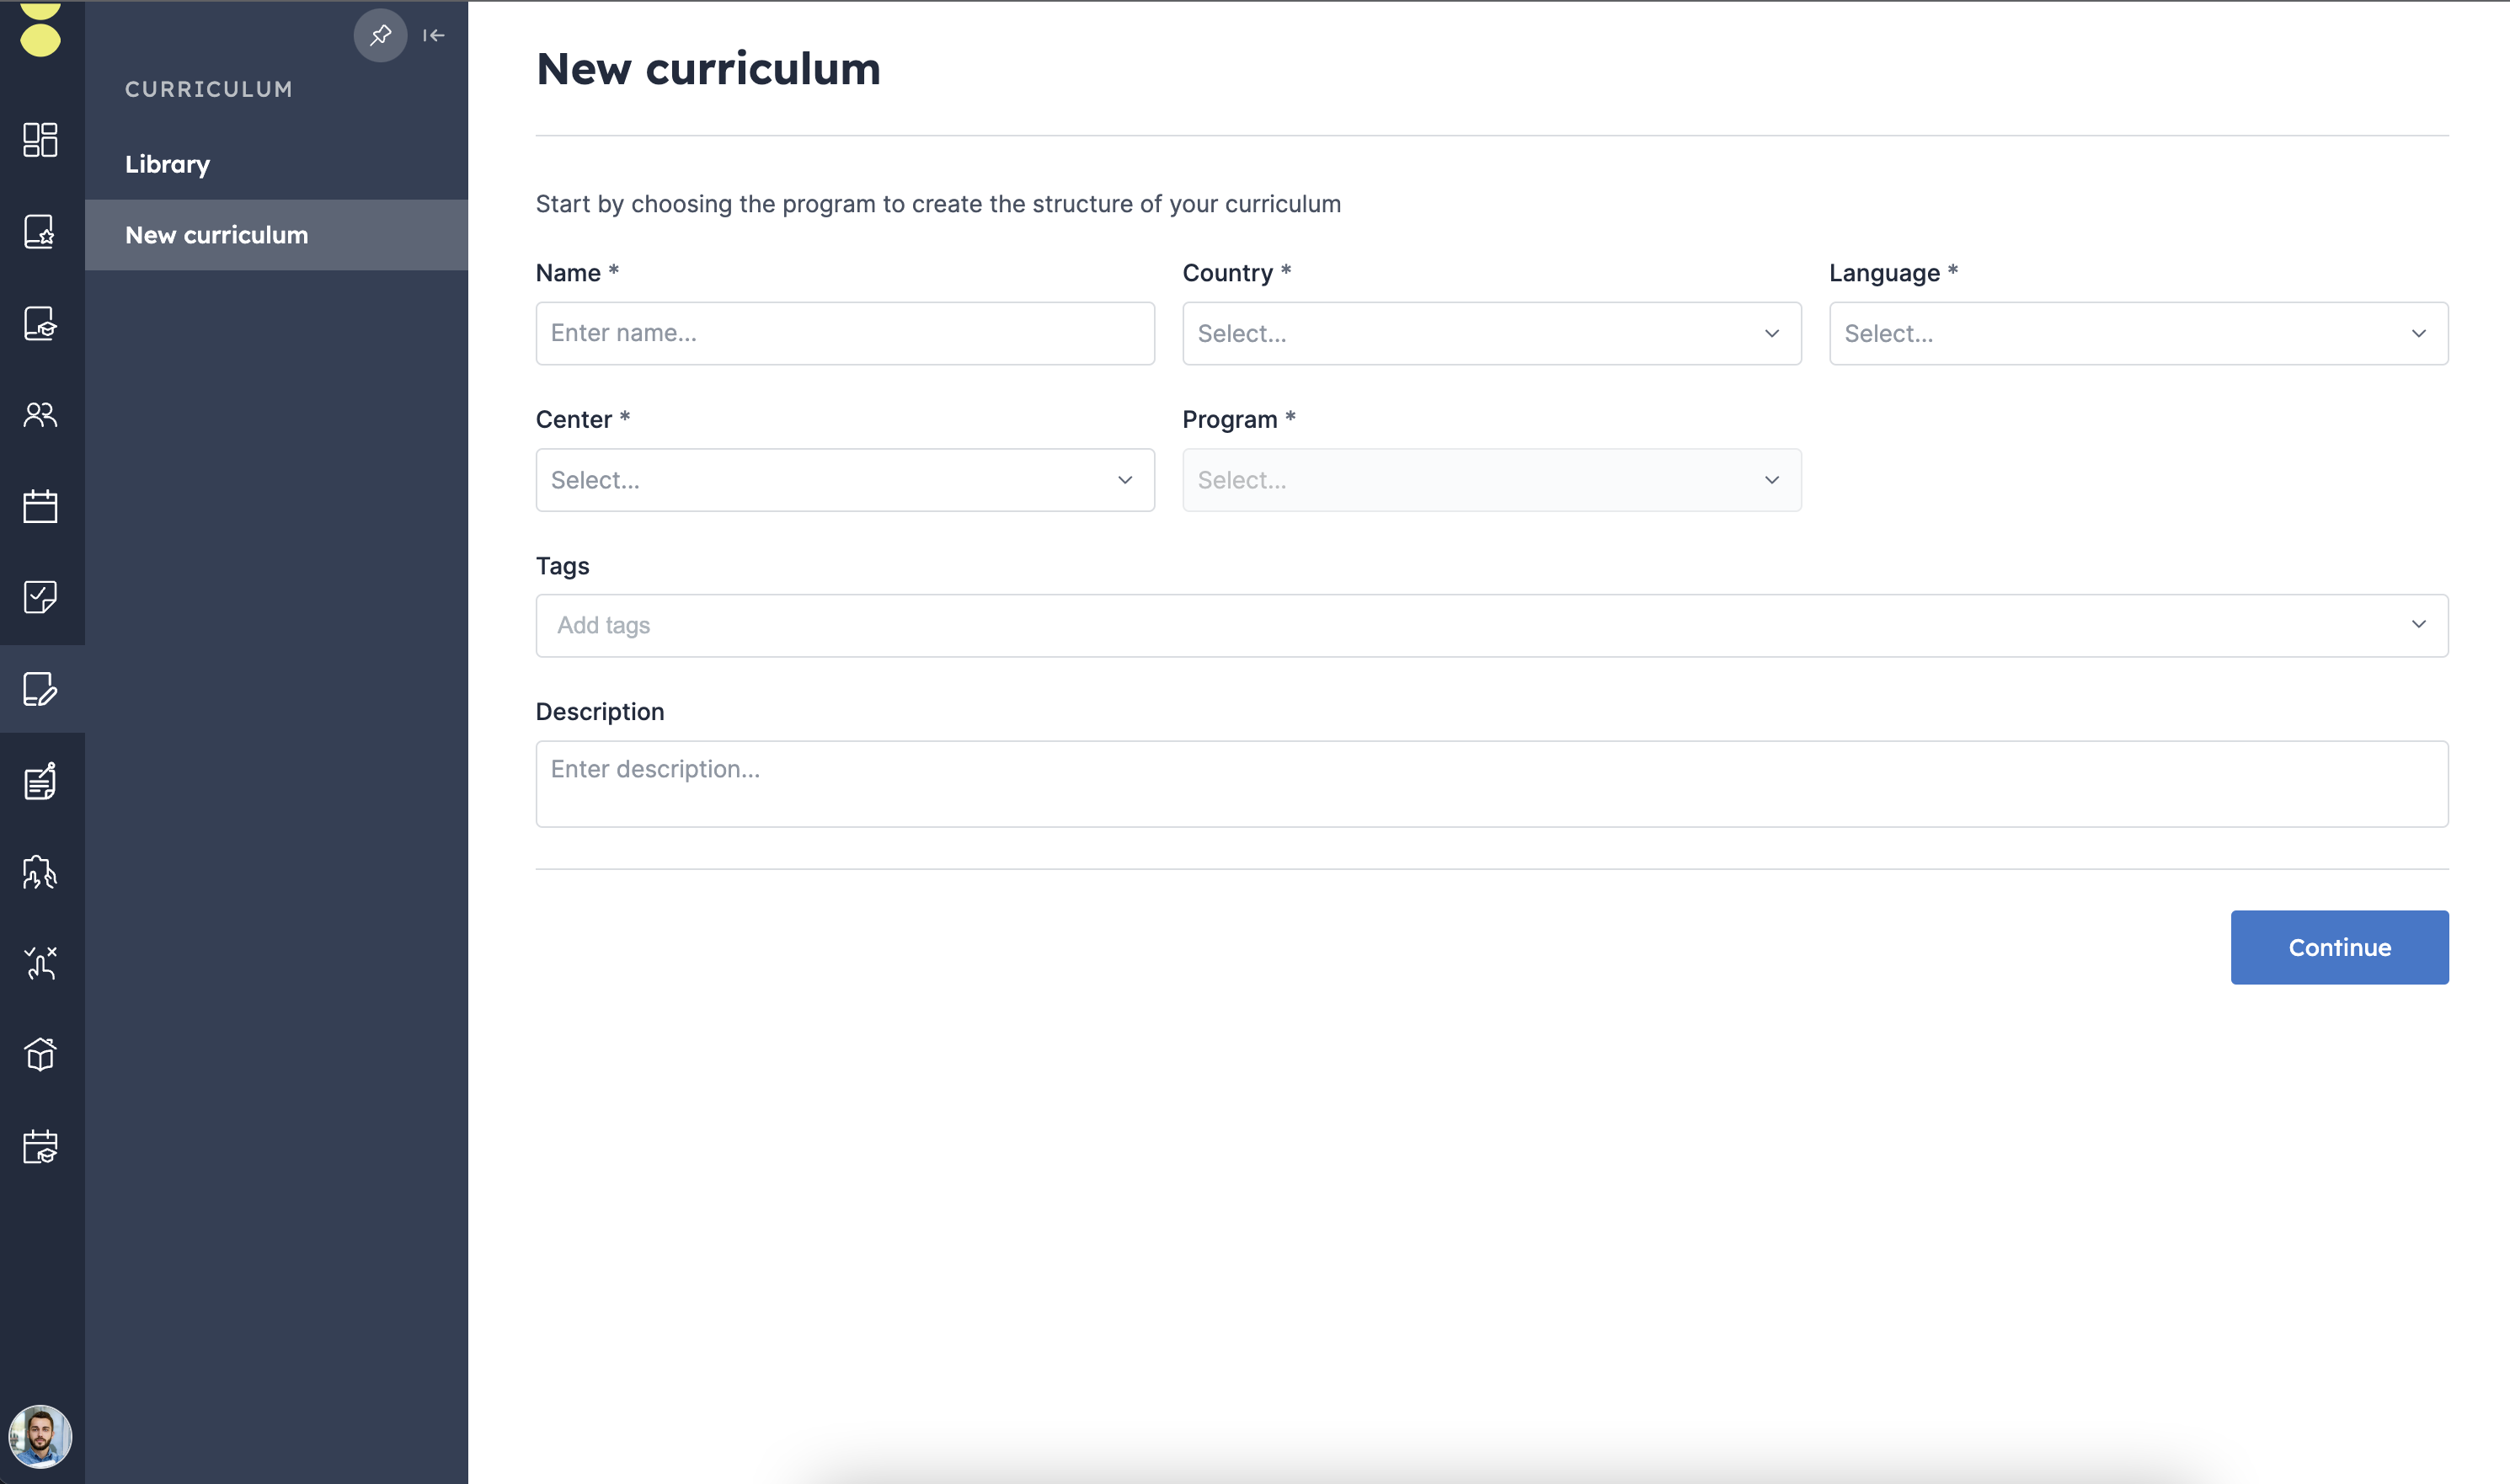 CURRICULUM
Library
New curriculum
New curriculum
Start by choosing the program to create the structure of your curriculum
Name *
Country *
Language *
Enter name...
Select...
Select...
Center *
Program *
Select...
Select...
Tags
Add tags
Description
Enter description...
Continue